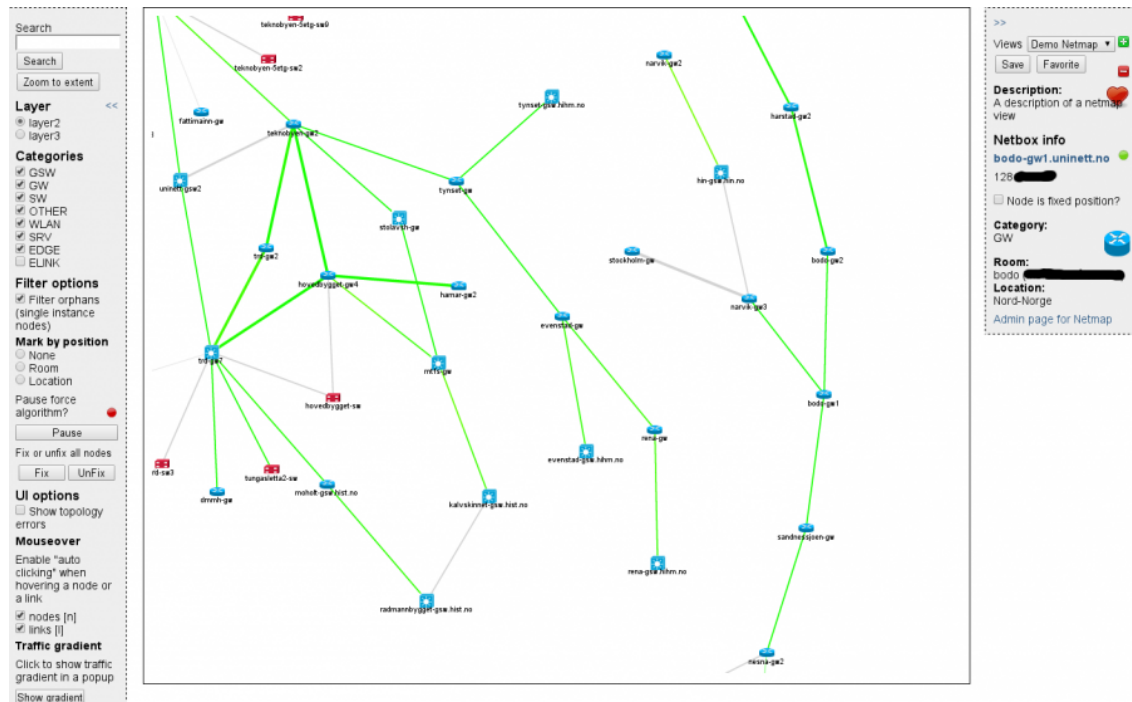 Search
Search
Zoom to extent
Layer <<
layer2
layer3
Categories
GSW
GW
SW
OTHER
WLAN
SRV
EDGE
ELINK
Filter options
Filter orphans
(single instance
nodes)
Mark by position
None
Room
Location
Pause force
algorithm?
Pause
Fix or unfix all nodes
Fix UnFix
UI options
Show topology
errors
Mouseover
Enable "auto
clicking" when
hovering a node or
a link
nodes [n]
links [l]
Traffic gradient
Click to show traffic
gradient in a popup
Show gradient
teknobyen-5etg-sw9
teknobyen-5etg-sw2
narvik-gw2
tynset-gsw.hihm.no
fattimann-gw
harstad-gw2
teknobyen-gw2
uninett-gsw2
tynset-gw
hin-gsw.hin.no
stolavsh-gw
trd-gw2
stockholm-gw
bodo-gw2
hovedbygget-gw4
hamar-gw2
narvik-gw3
evenstad-gw
trd-gw7
mtfs-gw
hovedbygget-sw
bodo-gw1
rena-gw
evenstad-gsw.hihm.no
rd-sw3
tungasletta2-sw
moholt-gsw.hist.no
dmmh-gw
kalvskinnet-gsw.hist.no
sandnessjoen-gw
rena-gsw.hihm.no
radmannbygget-gsw.hist.no
nesna-gw2
>>
Views Demo Netmap
Save Favorite
Description:
A description of a netmap
view
Netbox info
bodo-gw1.uninett.no
128
Node is fixed position?
Category:
GW
Room:
bodo
Location:
Nord-Norge
Admin page for Netmap